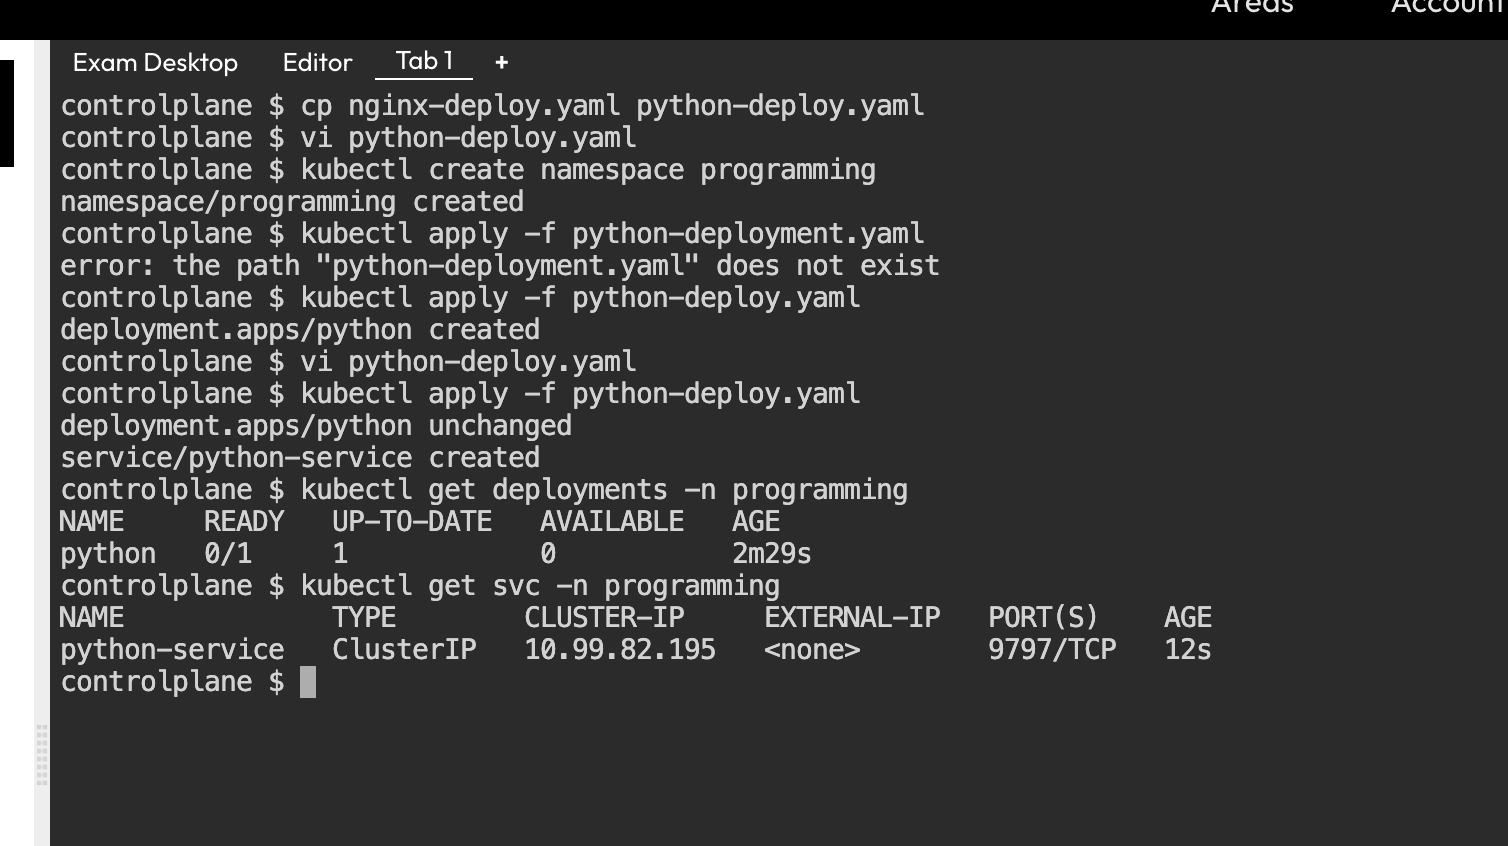 Areas Account
Exam Desktop Editor Tab 1 +
controlplane $ cp nginx-deploy.yaml python-deploy.yaml
controlplane $ vi python-deploy.yaml
controlplane $ kubectl create namespace programming
namespace/programming created
controlplane $ kubectl apply -f python-deployment.yaml
error: the path "python-deployment.yaml" does not exist
controlplane $ kubectl apply -f python-deploy.yaml
deployment.apps/python created
controlplane $ vi python-deploy.yaml
controlplane $ kubectl apply -f python-deploy.yaml
deployment.apps/python unchanged
service/python-service created
controlplane $ kubectl get deployments -n programming
NAME READY UP-TO-DATE AVAILABLE AGE
python 0/1 1 0 2m29s
controlplane $ kubectl get svc -n programming
NAME TYPE CLUSTER-IP EXTERNAL-IP PORT(S) AGE
python-service ClusterIP 10.99.82.195 <none> 9797/TCP 12s
controlplane $